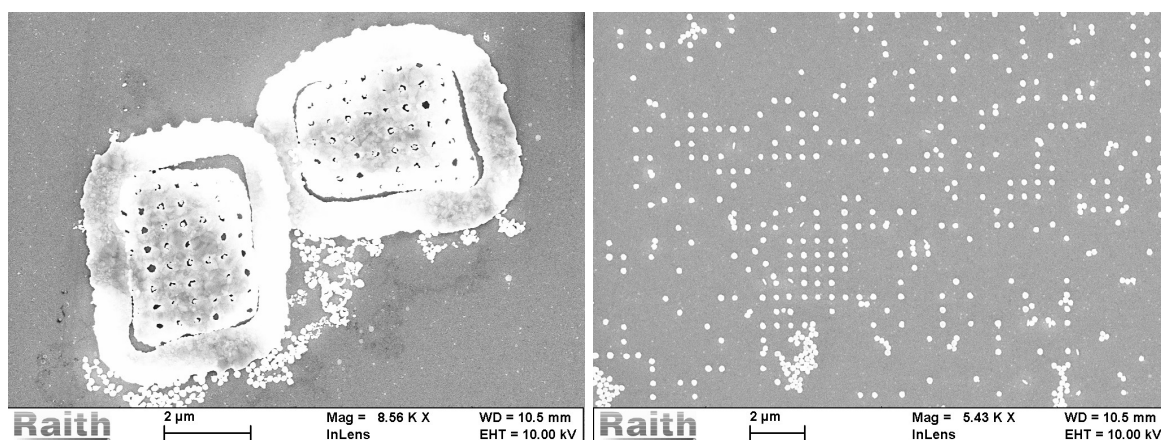 Raith
2 µm
Mag = 8.56 K X
WD = 10.5 mm
InLens
EHT = 10.00 kV
Raith
2 µm
Mag = 5.43 K X
WD = 10.5 mm
InLens
EHT = 10.00 kV